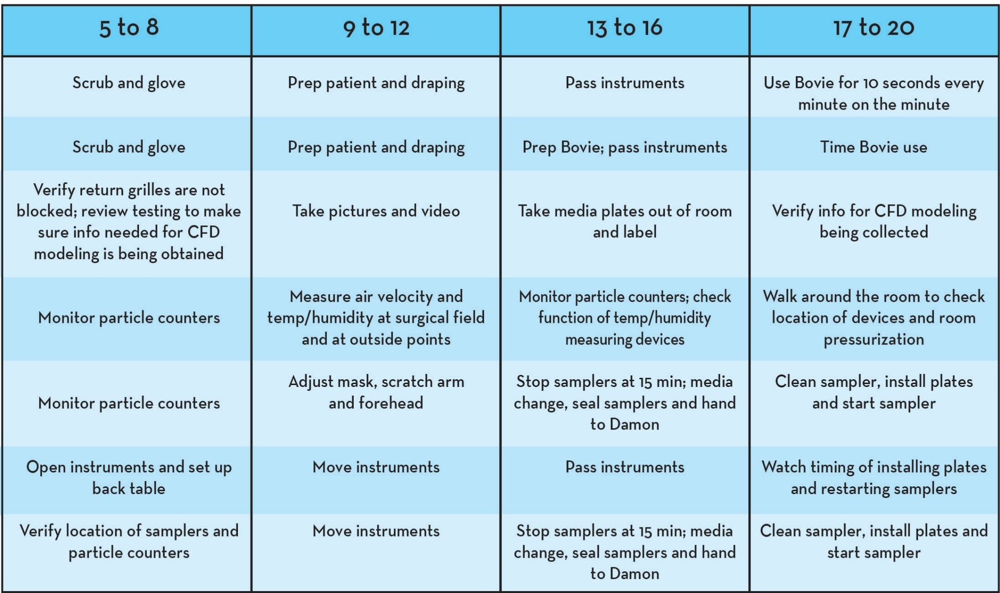 5 to 8
9 to 12
13 to 16
17 to 20
Scrub and glove
Prep patient and draping
Pass instruments
Use Bovie for 10 seconds every
minute on the minute
Scrub and glove
Prep patient and draping
Prep Bovie; pass instruments
Time Bovie use
Verify return grilles are not
blocked; review testing to make
sure info needed for CFD
modeling is being obtained
Take pictures and video
Take media plates out of room
and label
Verify info for CFD modeling
being collected
Monitor particle counters
Measure air velocity and
temp/humidity at surgical field
and at outside points
Monitor particle counters; check
function of temp/humidity
measuring devices
Walk around the room to check
location of devices and room
pressurization
Monitor particle counters
Adjust mask, scratch arm
and forehead
Stop samplers at 15 min; media
change, seal samplers and hand
to Damon
Clean sampler, install plates
and start sampler
Open instruments and set up
back table
Move instruments
Pass instruments
Watch timing of installing plates
and restarting samplers
Verify location of samplers and
particle counters
Move instruments
Stop samplers at 15 min; media
change, seal samplers and hand
to Damon
Clean sampler, install plates and
start sampler